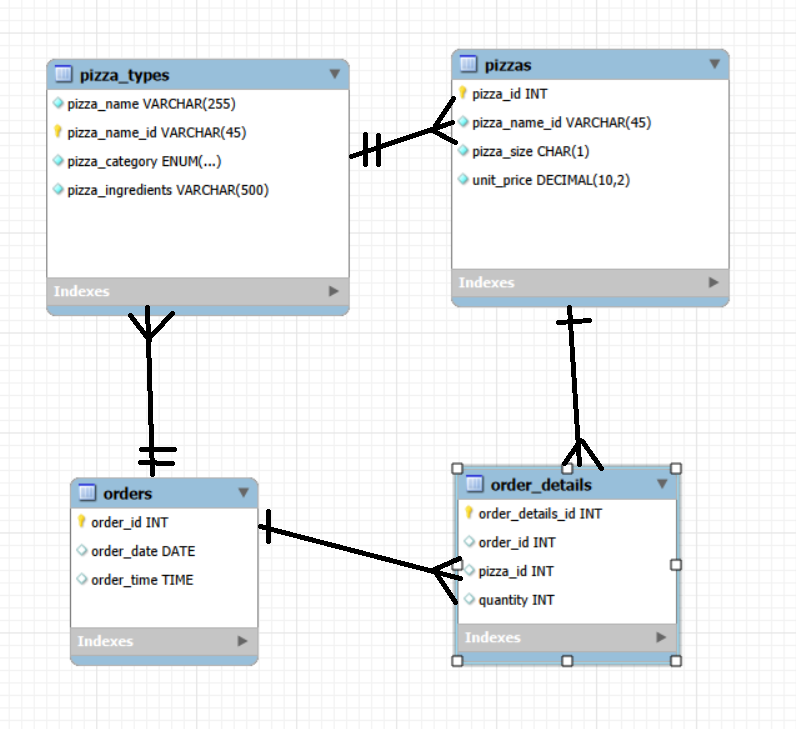 pizza_types
pizza_name VARCHAR(255)
pizza_name_id VARCHAR(45)
pizza_category ENUM(...)
pizza_ingredients VARCHAR(500)
Indexes
pizzas
pizza_id INT
pizza_name_id VARCHAR(45)
pizza_size CHAR(1)
unit_price DECIMAL(10,2)
Indexes
orders
order_id INT
order_date DATE
order_time TIME
Indexes
order_details
order_details_id INT
order_id INT
pizza_id INT
quantity INT
Indexes